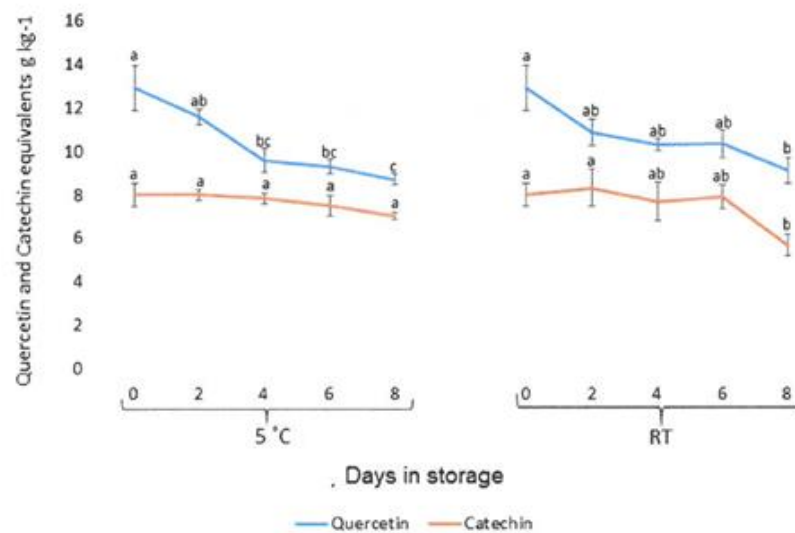 Quercetin and Catechin equivalents g kg-1
16
14
12
10
8
6
4
2
0
a
ab
bc
bc
c
a
a
a
a
a
a
ab
ab
ab
b
a
a
ab
ab
b
0 2 4 6 8
0 2 4 6 8
5 °C
RT
. Days in storage
Quercetin Catechin